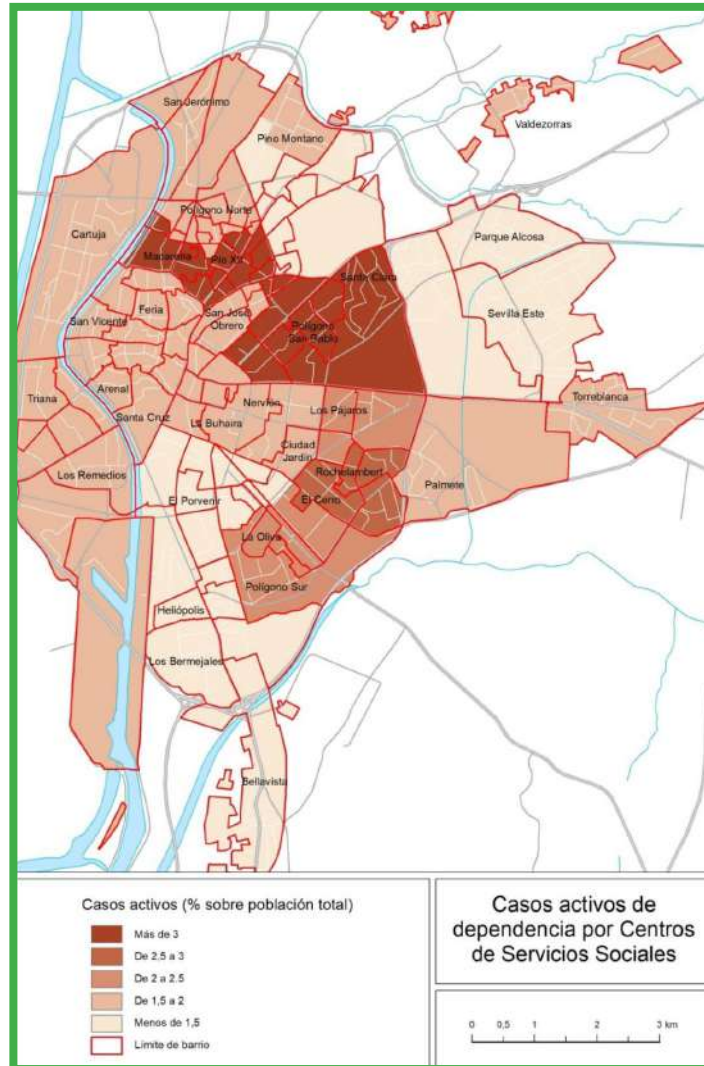 San Jerónimo
Pino Montano
Valdezorras
Polígono Norte
Cartuja
Parque Alcosa
Macarena
Pío XII
Santa Clara
Feria
San Vicente
San José
Obrero
Polígono
San Pablo
Sevilla Este
Arenal
Triana
Santa Cruz
Nervión
La Buhaira
Los Pájaros
Torreblanca
Ciudad
Jardín
Los Remedios
Rochelambert
Palmete
El Porvenir
El Cerro
La Oliva
Polígono Sur
Heliópolis
Los Bermejales
Bellavista
Casos activos (% sobre población total)
Más de 3
De 2,5 a 3
De 2 a 2.5
De 1,5 a 2
Menos de 1,5
Límite de barrio
Casos activos de
dependencia por Centros
de Servicios Sociales
0 0,5 1 2 3 km